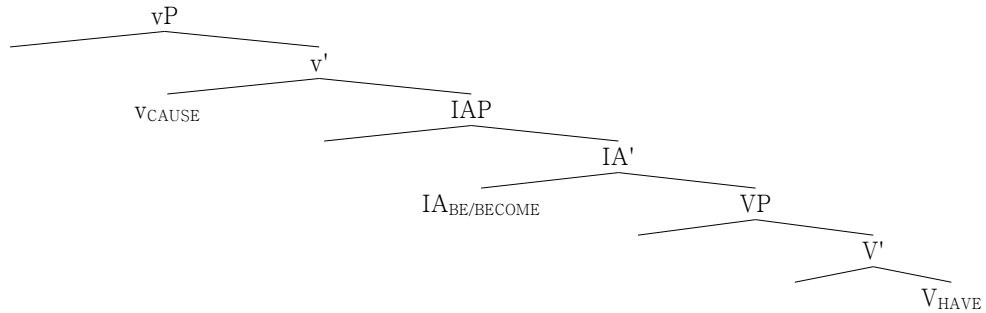 vP
v'
vCAUSE
IAP
IA'
IABE/BECOME
VP
V'
VHAVE